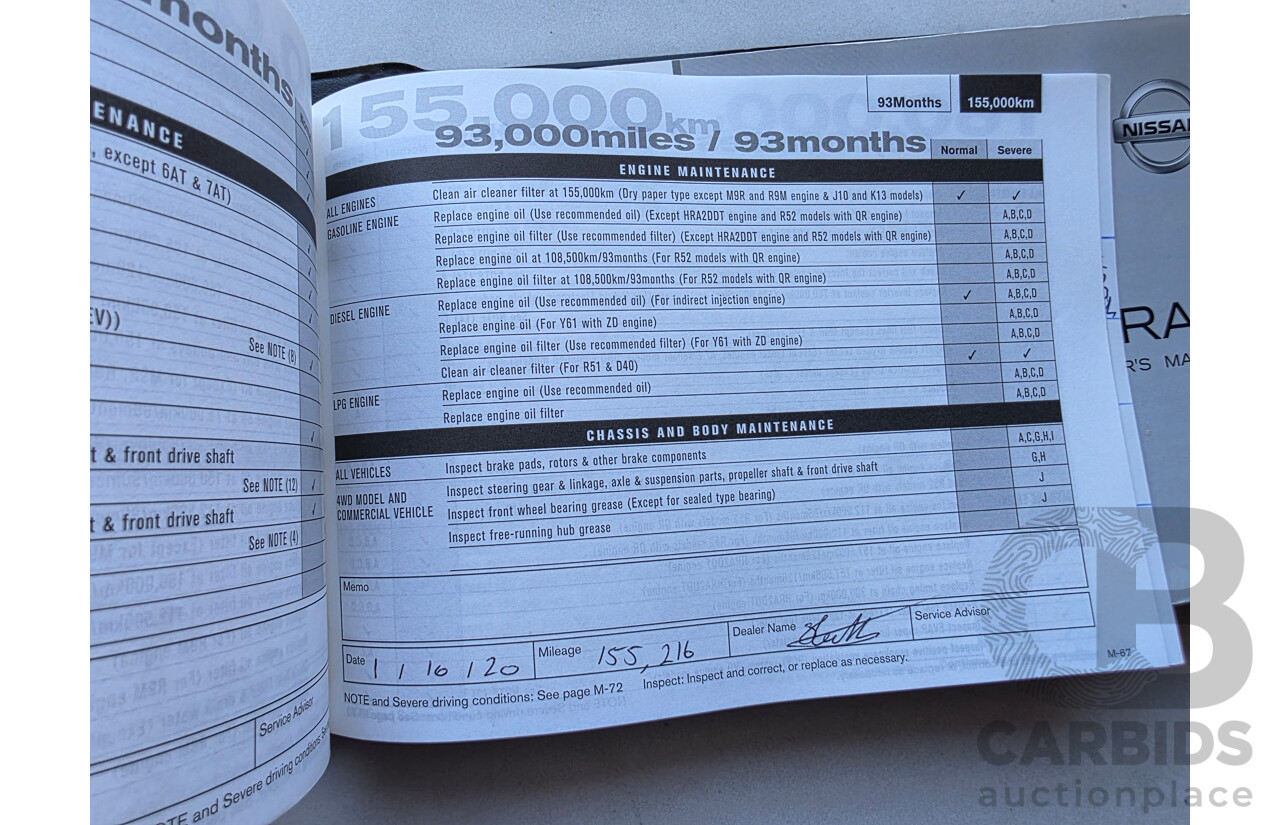 months
ENANCE
, except 6AT & 7AT)
EV))
See NOTE (8)
t & front drive shaft
See NOTE (12)
t & front drive shaft
See NOTE (4)
Service Advisor
NOTE and Severe driving conditions
155,000km
93,000miles / 93months
93Months 155,000km
Normal Severe
ENGINE MAINTENANCE
ALL ENGINES Clean air cleaner filter at 155,000km (Dry paper type except M9R and R9M engine & J10 and K13 models) ✓ ✓
GASOLINE ENGINE Replace engine oil (Use recommended oil) (Except HRA2DDT engine and R52 models with QR engine) A,B,C,D
Replace engine oil filter (Use recommended filter) (Except HRA2DDT engine and R52 models with QR engine) A,B,C,D
Replace engine oil at 108,500km/93months (For R52 models with QR engine) A,B,C,D
Replace engine oil filter at 108,500km/93months (For R52 models with QR engine) A,B,C,D
DIESEL ENGINE Replace engine oil (Use recommended oil) (For indirect injection engine) ✓ A,B,C,D
Replace engine oil (For Y61 with ZD engine) A,B,C,D
Replace engine oil filter (Use recommended filter) (For Y61 with ZD engine) A,B,C,D
Clean air cleaner filter (For R51 & D40) ✓ ✓
LPG ENGINE Replace engine oil (Use recommended oil) A,B,C,D
Replace engine oil filter A,B,C,D
CHASSIS AND BODY MAINTENANCE
ALL VEHICLES Inspect brake pads, rotors & other brake components A,C,G,H,I
Inspect steering gear & linkage, axle & suspension parts, propeller shaft & front drive shaft G,H
4WD MODEL AND COMMERCIAL VEHICLE Inspect front wheel bearing grease (Except for sealed type bearing) J
Inspect free-running hub grease J
Memo
Date 1 / 10 / 20 Mileage 155,216 Dealer Name Service Advisor
NOTE and Severe driving conditions: See page M-72 Inspect: Inspect and correct, or replace as necessary.
M-67
NISSA
RA
R'S MA
CB
CARBIDS
auctionplace